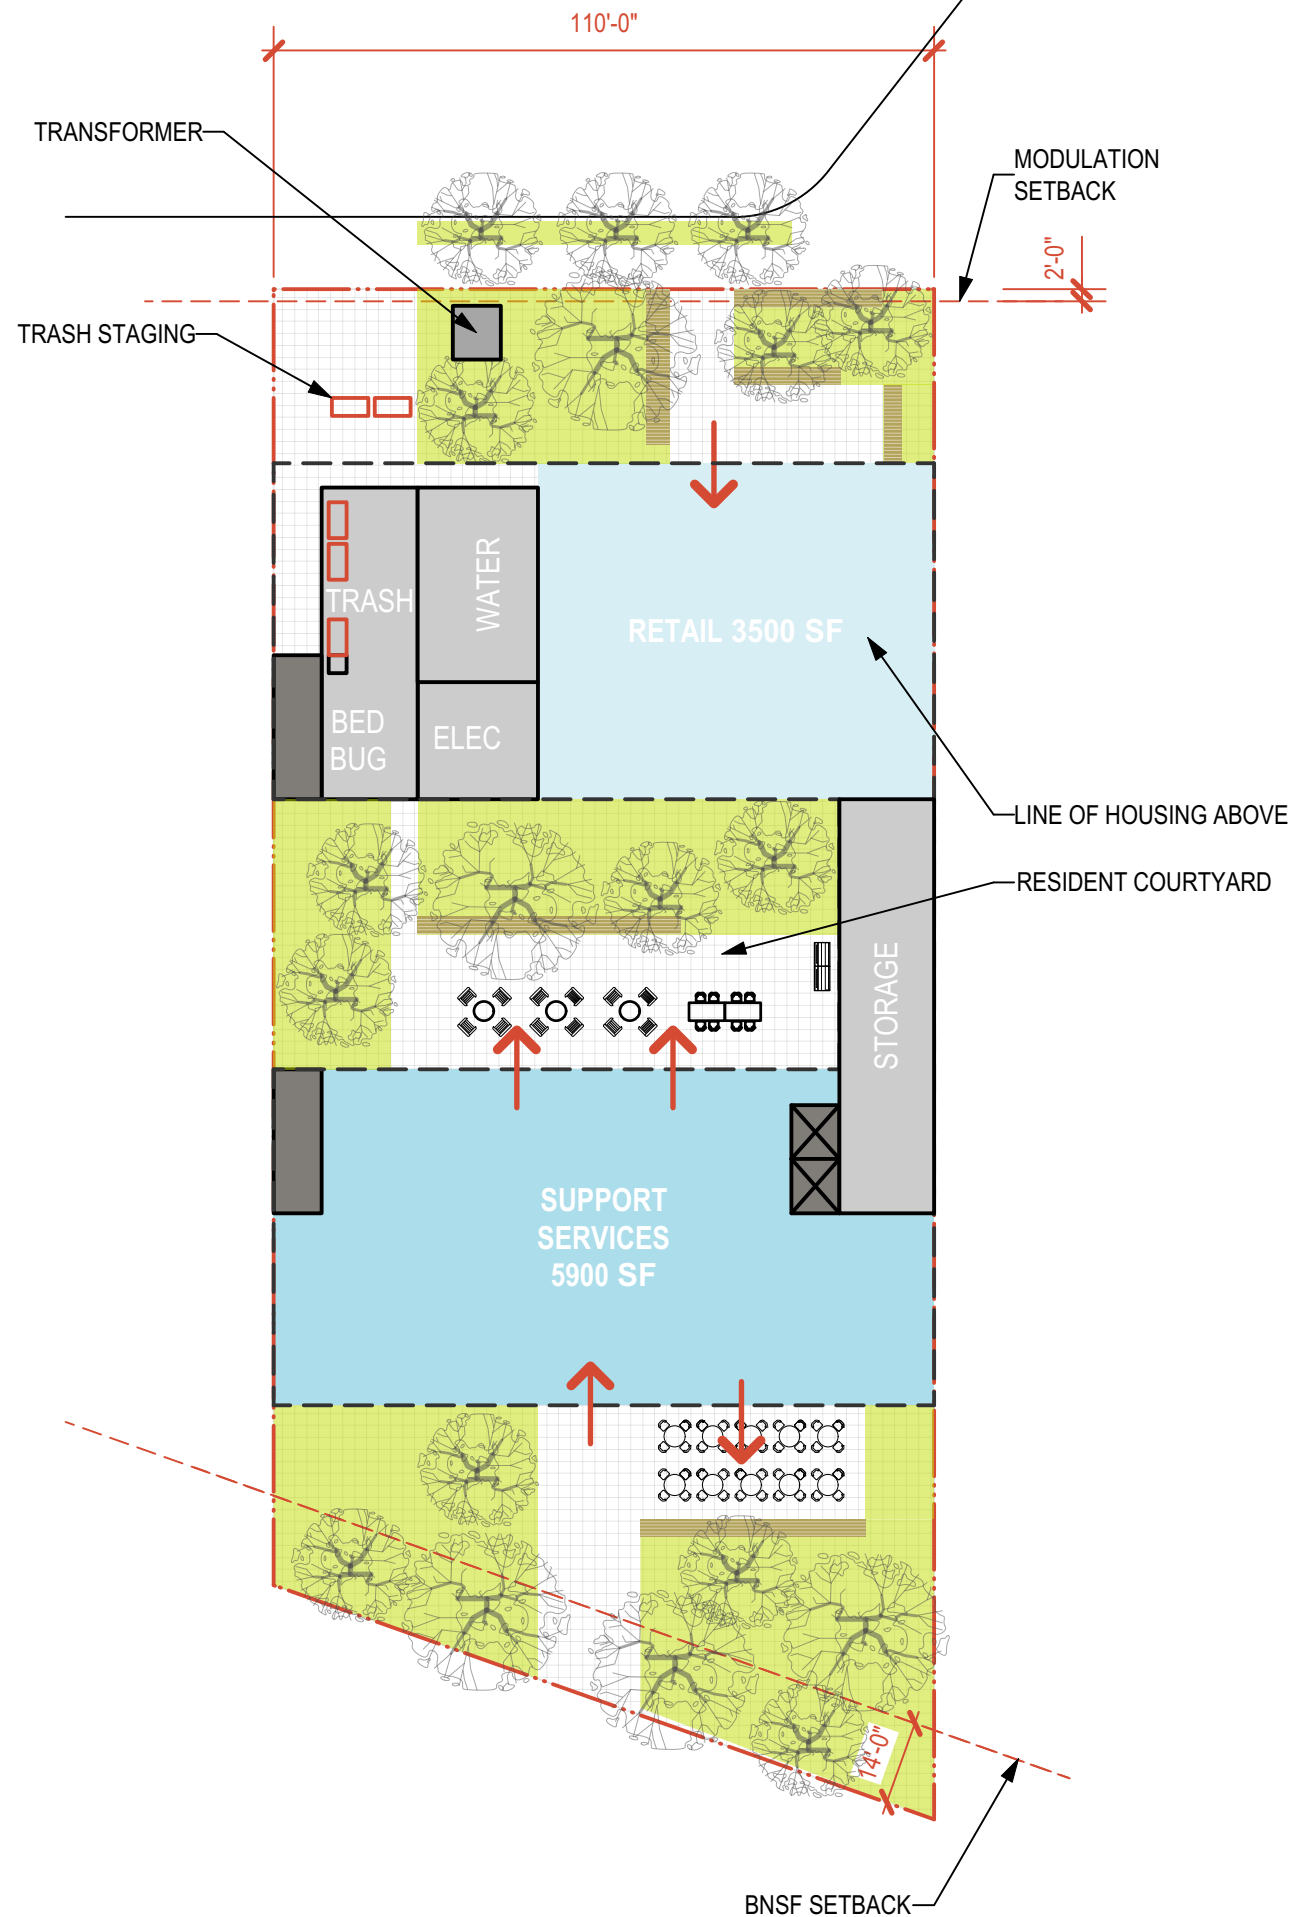 110'-0"
TRANSFORMER
MODULATION
SETBACK
2'-0"
TRASH STAGING
WATER
TRASH
RETAIL 3500 SF
BED
BUG
ELEC
LINE OF HOUSING ABOVE
RESIDENT COURTYARD
STORAGE
SUPPORT
SERVICES
5900 SF
14'-0"
BNSF SETBACK